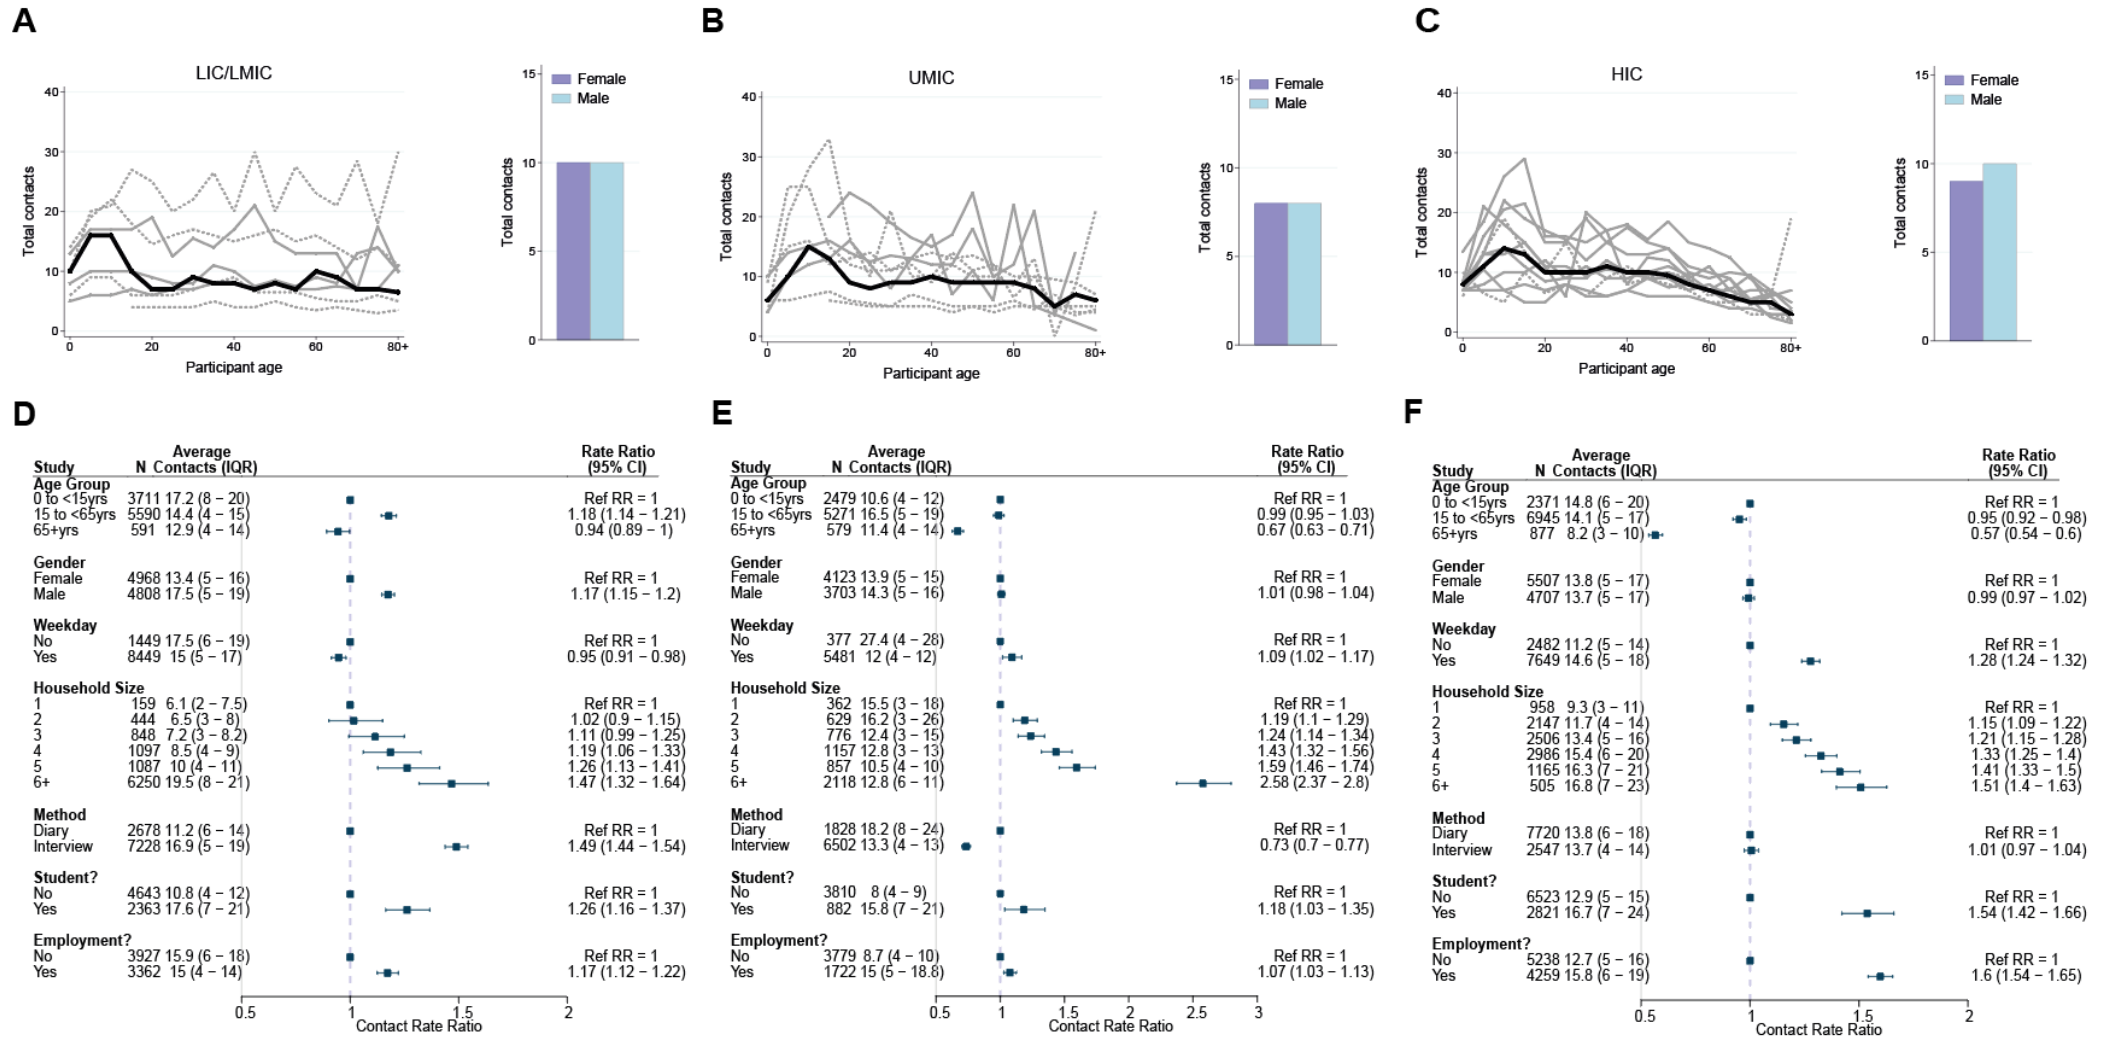 A
B
C
LIC/LMIC
40
30
20
10
0
Total contacts
0
20
40
60
80+
Participant age
15
10
5
0
Total contacts
Female
Male
UMIC
40
30
20
10
0
Total contacts
0
20
40
60
80+
Participant age
15
10
5
0
Total contacts
Female
Male
HIC
40
30
20
10
0
Total contacts
0
20
40
60
80+
Participant age
15
10
5
0
Total contacts
Female
Male
D
Average Rate Ratio
Study N Contacts (IQR) (95% CI)
Age Group
0 to <15yrs 3711 17.2 (8 − 20) Ref RR = 1
15 to <65yrs 5590 14.4 (4 − 15) 1.18 (1.14 − 1.21)
65+yrs 591 12.9 (4 − 14) 0.94 (0.89 − 1)
Gender
Female 4968 13.4 (5 − 16) Ref RR = 1
Male 4808 17.5 (5 − 19) 1.17 (1.15 − 1.2)
Weekday
No 1449 17.5 (6 − 19) Ref RR = 1
Yes 8449 15 (5 − 17) 0.95 (0.91 − 0.98)
Household Size
1 159 6.1 (2 − 7.5) Ref RR = 1
2 444 6.5 (3 − 8) 1.02 (0.9 − 1.15)
3 848 7.2 (3 − 8.2) 1.11 (0.99 − 1.25)
4 1097 8.5 (4 − 9) 1.19 (1.06 − 1.33)
5 1087 10 (4 − 11) 1.26 (1.13 − 1.41)
6+ 6250 19.5 (8 − 21) 1.47 (1.32 − 1.64)
Method
Diary 2678 11.2 (6 − 14) Ref RR = 1
Interview 7228 16.9 (5 − 19) 1.49 (1.44 − 1.54)
Student?
No 4643 10.8 (4 − 12) Ref RR = 1
Yes 2363 17.6 (7 − 21) 1.26 (1.16 − 1.37)
Employment?
No 3927 15.9 (6 − 18) Ref RR = 1
Yes 3362 15 (4 − 14) 1.17 (1.12 − 1.22)
0.5 1 1.5 2
Contact Rate Ratio
E
Average Rate Ratio
Study N Contacts (IQR) (95% CI)
Age Group
0 to <15yrs 2479 10.6 (4 − 12) Ref RR = 1
15 to <65yrs 5271 16.5 (5 − 19) 0.99 (0.95 − 1.03)
65+yrs 579 11.4 (4 − 14) 0.67 (0.63 − 0.71)
Gender
Female 4123 13.9 (5 − 15) Ref RR = 1
Male 3703 14.3 (5 − 16) 1.01 (0.98 − 1.04)
Weekday
No 377 27.4 (4 − 28) Ref RR = 1
Yes 5481 12 (4 − 12) 1.09 (1.02 − 1.17)
Household Size
1 362 15.5 (3 − 18) Ref RR = 1
2 629 16.2 (3 − 26) 1.19 (1.1 − 1.29)
3 776 12.4 (3 − 15) 1.24 (1.14 − 1.34)
4 1157 12.8 (3 − 13) 1.43 (1.32 − 1.56)
5 857 10.5 (4 − 10) 1.59 (1.46 − 1.74)
6+ 2118 12.8 (6 − 11) 2.58 (2.37 − 2.8)
Method
Diary 1828 18.2 (8 − 24) Ref RR = 1
Interview 6502 13.3 (4 − 13) 0.73 (0.7 − 0.77)
Student?
No 3810 8 (4 − 9) Ref RR = 1
Yes 882 15.8 (7 − 21) 1.18 (1.03 − 1.35)
Employment?
No 3779 8.7 (4 − 10) Ref RR = 1
Yes 1722 15 (5 − 18.8) 1.07 (1.03 − 1.13)
0.5 1 1.5 2 2.5 3
Contact Rate Ratio
F
Average Rate Ratio
Study N Contacts (IQR) (95% CI)
Age Group
0 to <15yrs 2371 14.8 (6 − 20) Ref RR = 1
15 to <65yrs 6945 14.1 (5 − 17) 0.95 (0.92 − 0.98)
65+yrs 877 8.2 (3 − 10) 0.57 (0.54 − 0.6)
Gender
Female 5507 13.8 (5 − 17) Ref RR = 1
Male 4707 13.7 (5 − 17) 0.99 (0.97 − 1.02)
Weekday
No 2482 11.2 (5 − 14) Ref RR = 1
Yes 7649 14.6 (5 − 18) 1.28 (1.24 − 1.32)
Household Size
1 958 9.3 (3 − 11) Ref RR = 1
2 2147 11.7 (4 − 14) 1.15 (1.09 − 1.22)
3 2506 13.4 (5 − 16) 1.21 (1.15 − 1.28)
4 2986 15.4 (6 − 20) 1.33 (1.25 − 1.4)
5 1165 16.3 (7 − 21) 1.41 (1.33 − 1.5)
6+ 505 16.8 (7 − 23) 1.51 (1.4 − 1.63)
Method
Diary 7720 13.8 (6 − 18) Ref RR = 1
Interview 2547 13.7 (4 − 14) 1.01 (0.97 − 1.04)
Student?
No 6523 12.9 (5 − 15) Ref RR = 1
Yes 2821 16.7 (7 − 24) 1.54 (1.42 − 1.66)
Employment?
No 5238 12.7 (5 − 16) Ref RR = 1
Yes 4259 15.8 (6 − 19) 1.6 (1.54 − 1.65)
0.5 1 1.5 2
Contact Rate Ratio